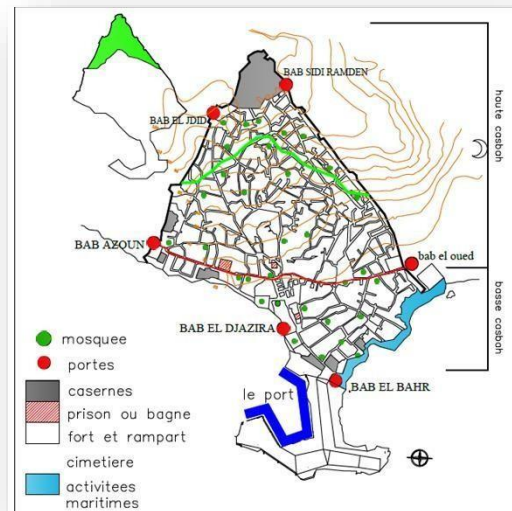 BAB SIDI RAMDEN
BAB EL JDID
haute casbah
BAB AZOUN
bab el oued
basse casbah
BAB EL DJAZIRA
BAB EL BAHR
le port
mosquee
portes
casernes
prison ou bagne
fort et rampart
cimetiere
activitees
maritimes